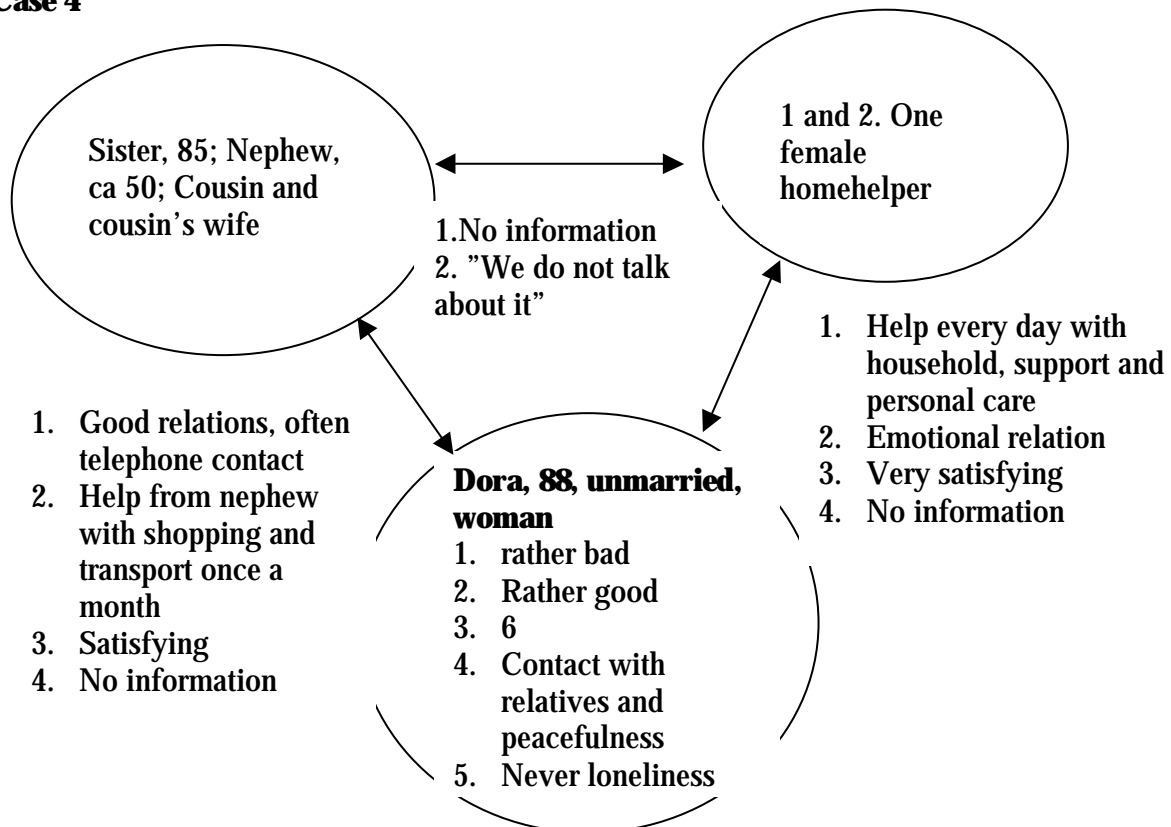 Case 4
Sister, 85; Nephew,
ca 50; Cousin and
cousin’s wife
1 and 2. One
female
homehelper
1.No information
2. ”We do not talk
about it”
1. Good relations, often
telephone contact
2. Help from nephew
with shopping and
transport once a
month
3. Satisfying
4. No information
Dora, 88, unmarried,
woman
1. rather bad
2. Rather good
3. 6
4. Contact with
relatives and
peacefulness
5. Never loneliness
1. Help every day with
household, support and
personal care
2. Emotional relation
3. Very satisfying
4. No information